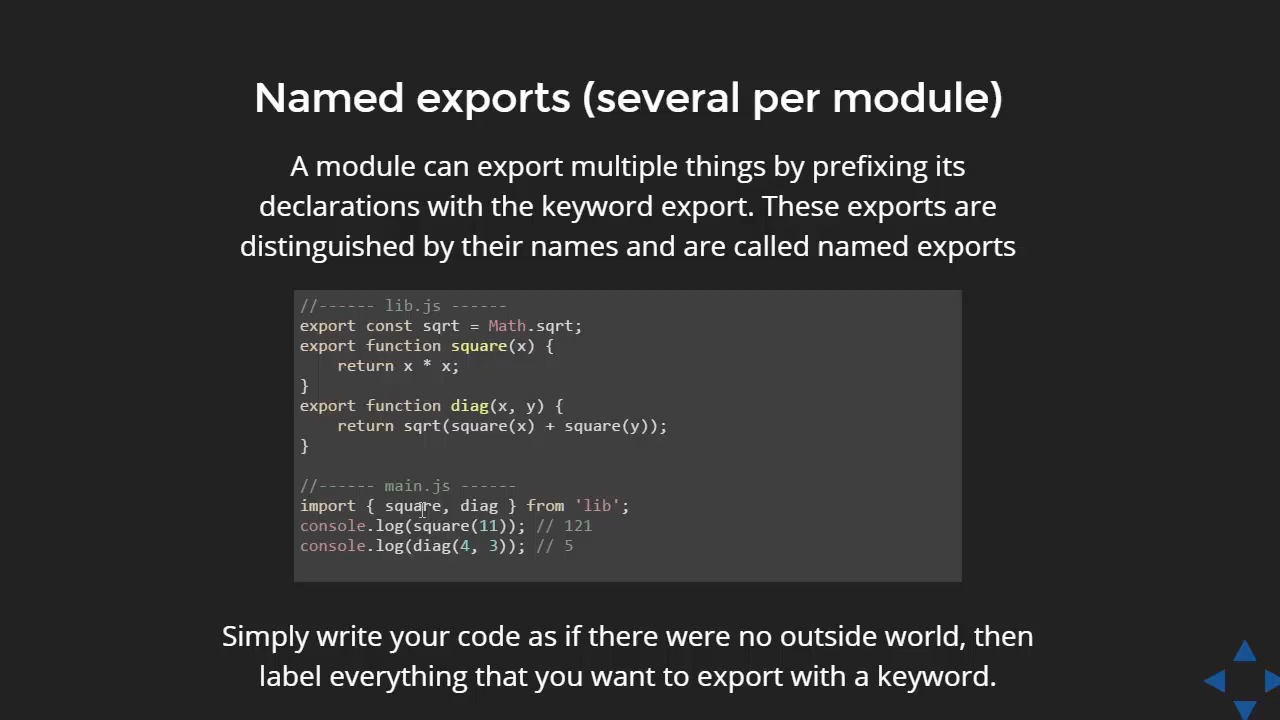 Named exports (several per module)
A module can export multiple things by prefixing its
declarations with the keyword export. These exports are
distinguished by their names and are called named exports
//------ lib.js ------
export const sqrt = Math.sqrt;
export function square(x) {
    return x * x;
}
export function diag(x, y) {
    return sqrt(square(x) + square(y));
}
//------ main.js ------
import { square, diag } from 'lib';
console.log(square(11)); // 121
console.log(diag(4, 3)); // 5
Simply write your code as if there were no outside world, then
label everything that you want to export with a keyword.